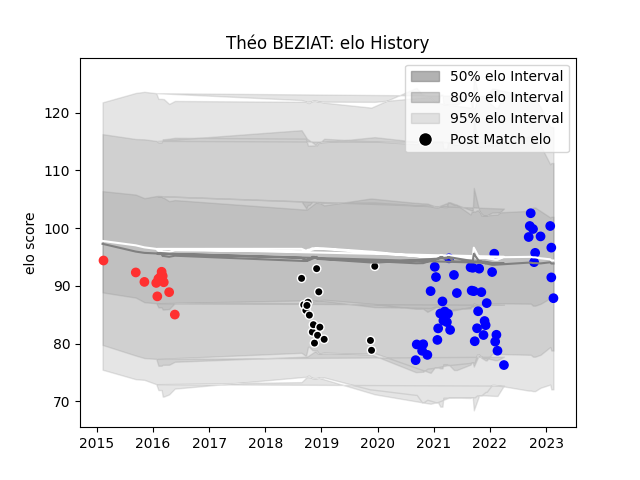 Théo BEZIAT: elo History
50% elo Interval
80% elo Interval
95% elo Interval
Post Match elo
elo score
120
110
100
90
80
70
2015 2016 2017 2018 2019 2020 2021 2022 2023